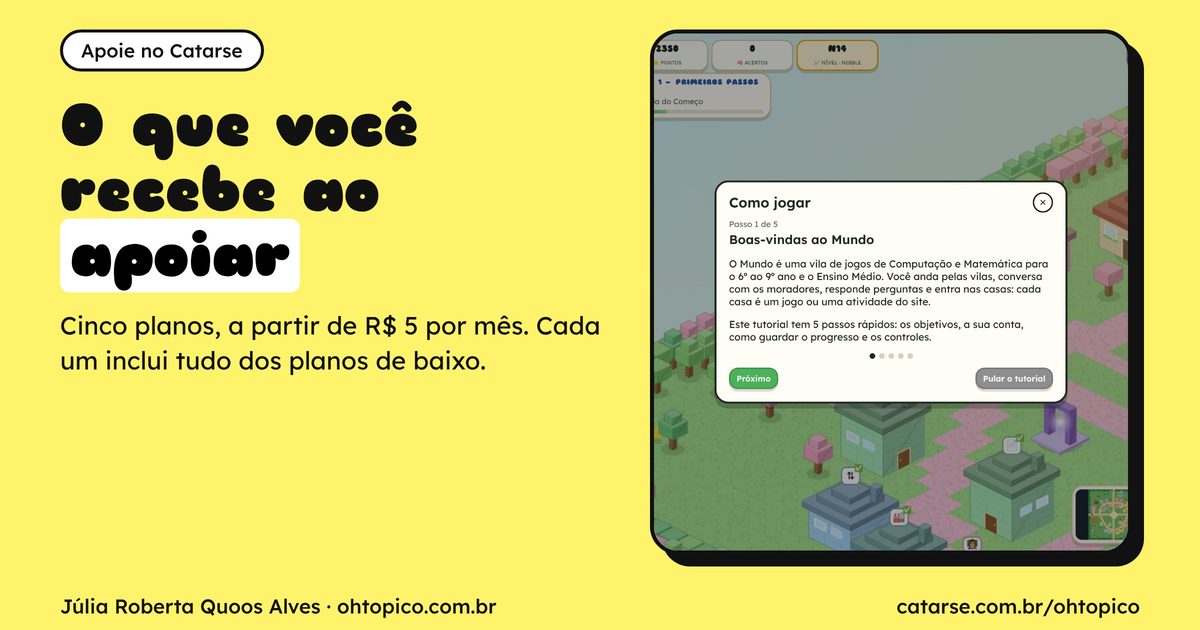 Apoie no Catarse
O que você
recebe ao
apoiar
Cinco planos, a partir de R$ 5 por mês. Cada
um inclui tudo dos planos de baixo.
2350
PONTOS
0
ACERTOS
N14
NÍVEL · NIBBLE
1 - PRIMEIROS PASSOS
do Começo
Como jogar
Passo 1 de 5
Boas-vindas ao Mundo
O Mundo é uma vila de jogos de Computação e Matemática para
o 6º ao 9º ano e o Ensino Médio. Você anda pelas vilas, conversa
com os moradores, responde perguntas e entra nas casas: cada
casa é um jogo ou uma atividade do site.
Este tutorial tem 5 passos rápidos: os objetivos, a sua conta,
como guardar o progresso e os controles.
Próximo
Pular o tutorial
Júlia Roberta Quoos Alves · ohtopico.com.br
catarse.com.br/ohtopico